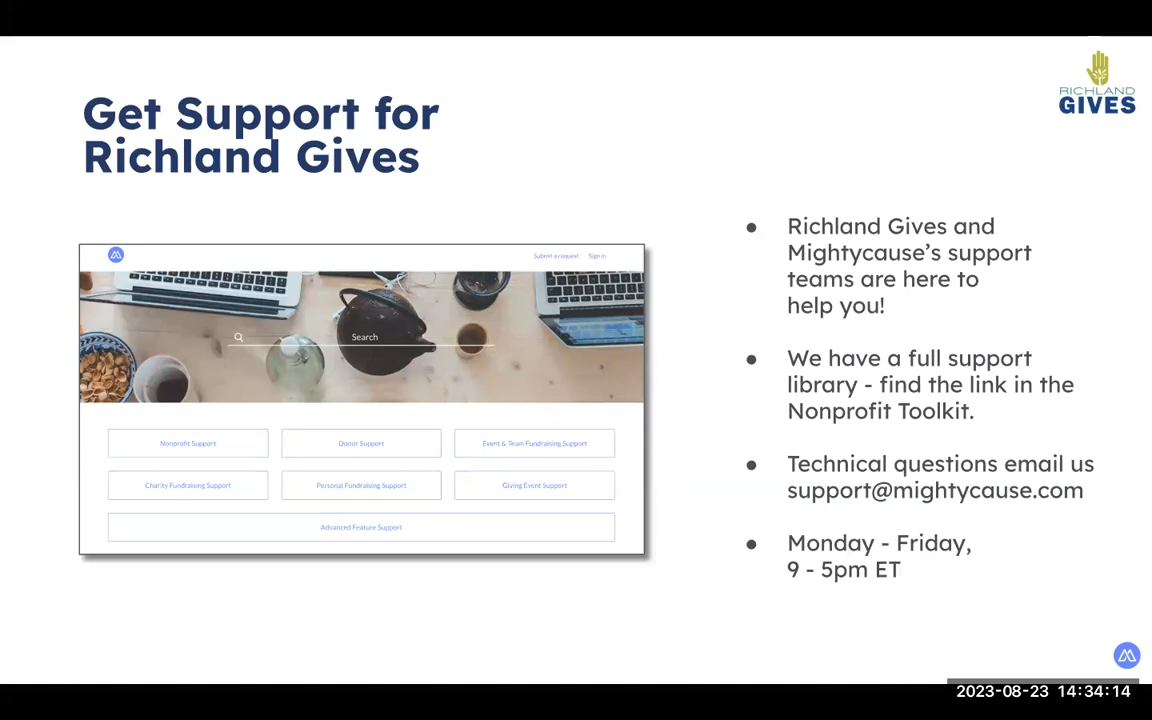 RICHLAND
GIVES
Get Support for
Richland Gives
Submit a request Sign in
Search
Nonprofit Support
Donor Support
Event & Team Fundraising Support
Charity Fundraising Support
Personal Fundraising Support
Giving Event Support
Advanced Feature Support
● Richland Gives and
Mightycause’s support
teams are here to
help you!
● We have a full support
library - find the link in the
Nonprofit Toolkit.
● Technical questions email us
support@mightycause.com
● Monday - Friday,
9 - 5pm ET
2023-08-23 14:34:14